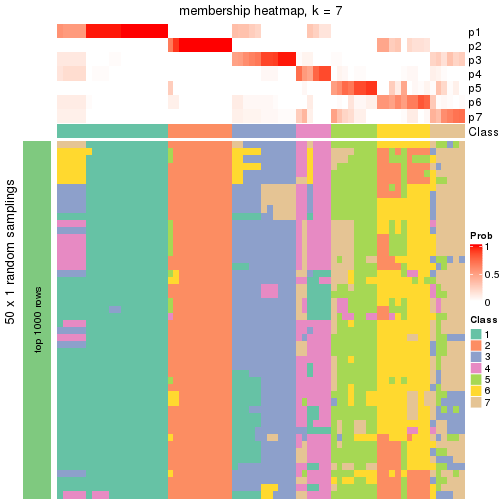 membership heatmap, k = 7
p1
p2
p3
p4
p5
p6
p7
Class
50 x 1 random samplings
top 1000 rows
Prob
1
0.5
0
Class
1
2
3
4
5
6
7